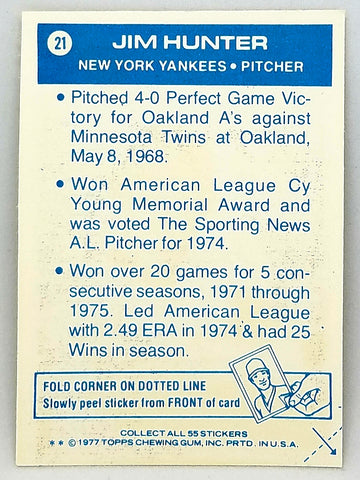 21
JIM HUNTER
NEW YORK YANKEES • PITCHER
• Pitched 4-0 Perfect Game Vic-
tory for Oakland A's against
Minnesota Twins at Oakland,
May 8, 1968.
• Won American League Cy
Young Memorial Award and
was voted The Sporting News
A.L. Pitcher for 1974.
• Won over 20 games for 5 con-
secutive seasons, 1971 through
1975. Led American League
with 2.49 ERA in 1974 & had 25
Wins in season.
FOLD CORNER ON DOTTED LINE
Slowly peel sticker from FRONT of card
COLLECT ALL 55 STICKERS
* * © 1977 TOPPS CHEWING GUM, INC. PRTD. IN U.S.A.